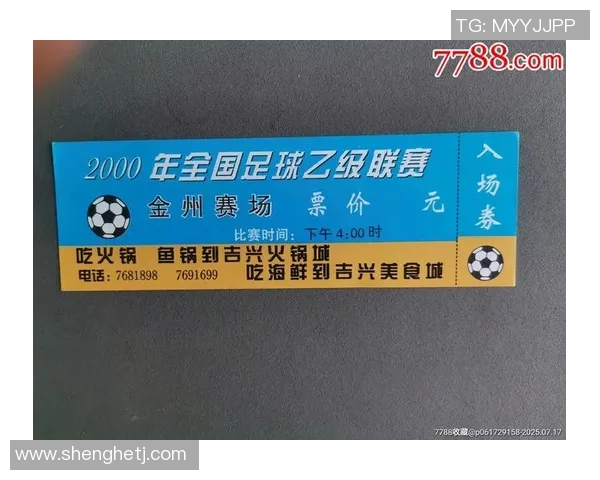 TG: MYYJJPP
7788.com
2000 年全国足球乙级联赛
金州赛场 票价 元
比赛时间: 下午 4:00 时
吃火锅 鱼锅到吉兴火锅城
电话: 7681898 7691699 吃海鲜到吉兴美食城
入场券
7788收藏@p061729158-2025.07.17
www.shenghetj.com